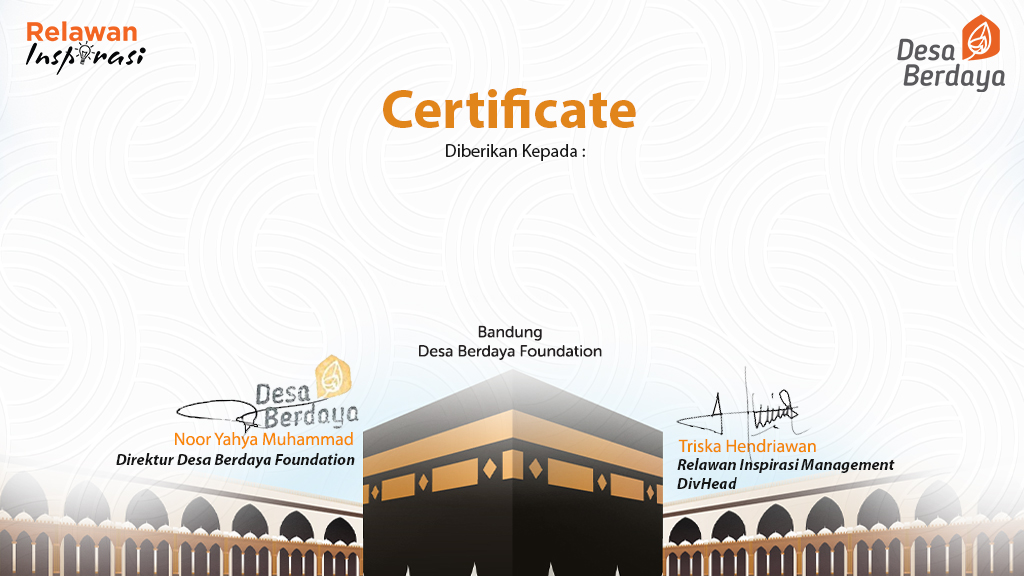 Relawan
Inspirasi
Desa
Berdaya
Certificate
Diberikan Kepada :
Bandung
Desa Berdaya Foundation
Desa
Berdaya
Noor Yahya Muhammad
Direktur Desa Berdaya Foundation
Triska Hendriawan
Relawan Inspirasi Management
DivHead